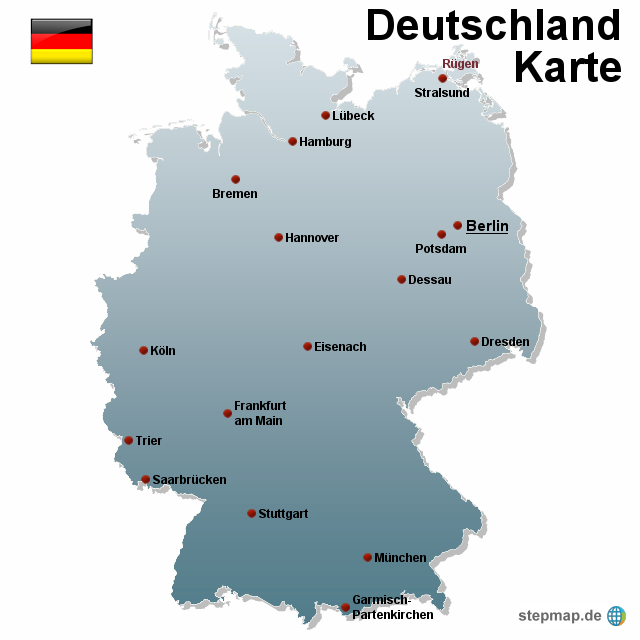 Deutschland
Karte
Rügen
Stralsund
Lübeck
Hamburg
Bremen
Berlin
Hannover
Potsdam
Dessau
Dresden
Eisenach
Köln
Frankfurt
am Main
Trier
Saarbrücken
Stuttgart
München
Garmisch-
Partenkirchen
stepmap.de